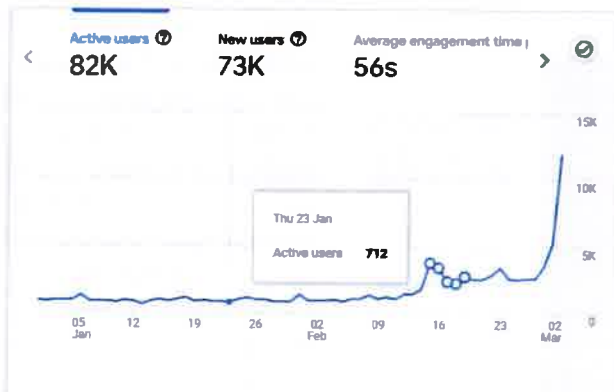 Active users
New users
Average engagement time
82K
73K
56s
15K
10K
5K
0
Thu 23 Jan
Active users 712
05
Jan
12
19
26
02
Feb
09
16
23
02
Mar